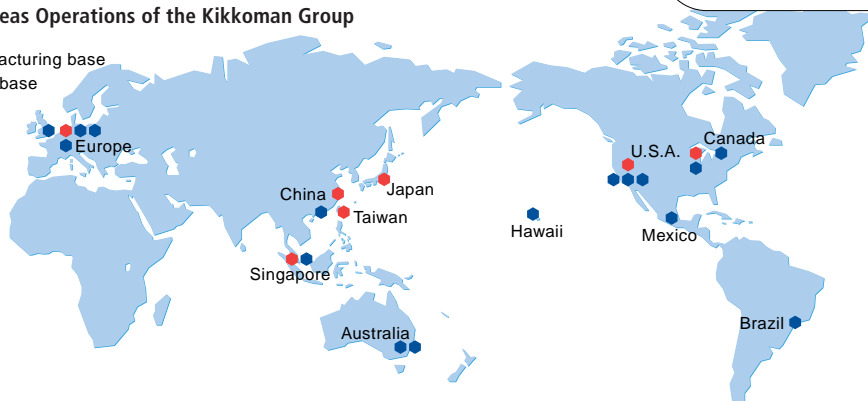 eas Operations of the Kikkoman Group
acturing base
base
Europe
China
Japan
Taiwan
Singapore
Australia
Hawaii
U.S.A.
Canada
Mexico
Brazil